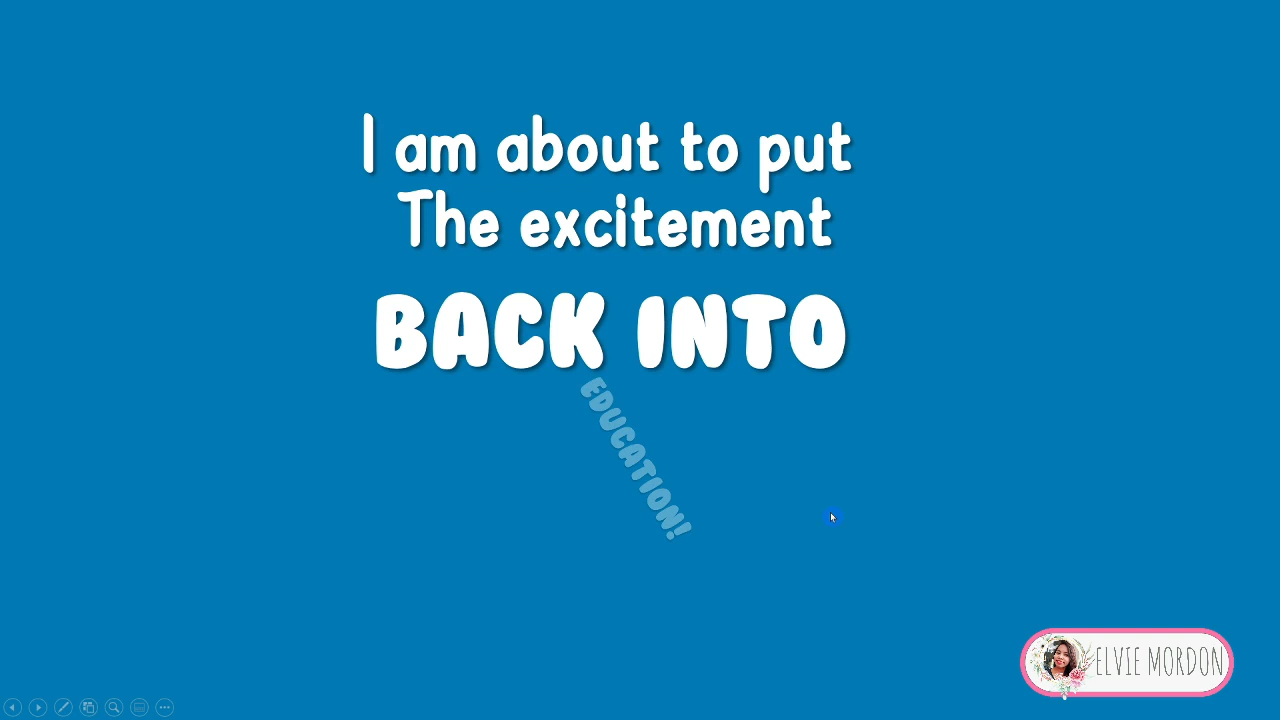 I am about to put
The excitement
BACK INTO
EDUCATION!
ELVIE MORDON